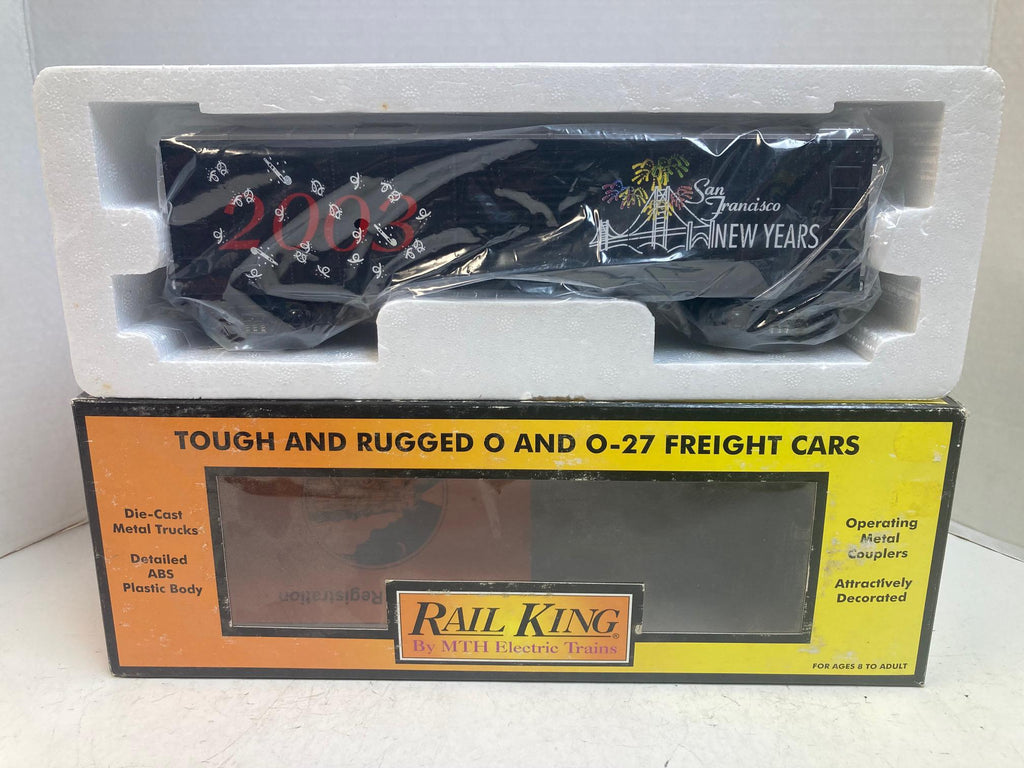 2003
San
Francisco
NEW YEARS
TOUGH AND RUGGED O AND O-27 FREIGHT CARS
Die-Cast
Metal Trucks
Detailed
ABS
Plastic Body
Operating
Metal
Couplers
Attractively
Decorated
Registration
RAIL KING®
By MTH Electric Trains
FOR AGES 8 TO ADULT